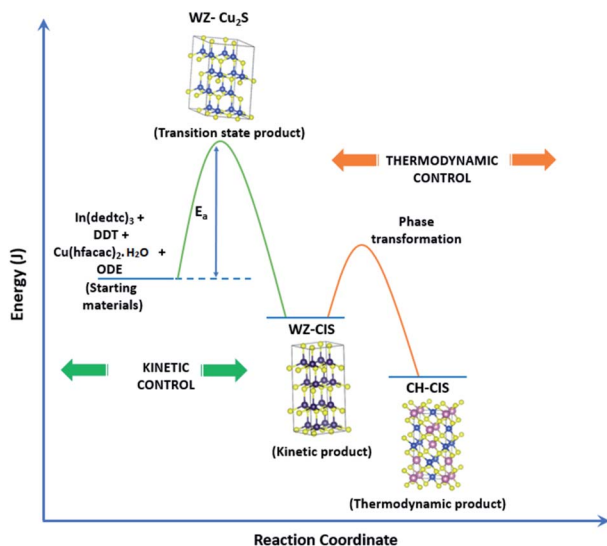 WZ- Cu₂S
(Transition state product)
THERMODYNAMIC
CONTROL
Eₐ
In(dedtc)₃ +
DDT +
Cu(hfacac)₂.H₂O +
ODE
(Starting
materials)
Phase
transformation
Energy (J)
WZ-CIS
KINETIC
CONTROL
CH-CIS
(Kinetic product)
(Thermodynamic product)
Reaction Coordinate